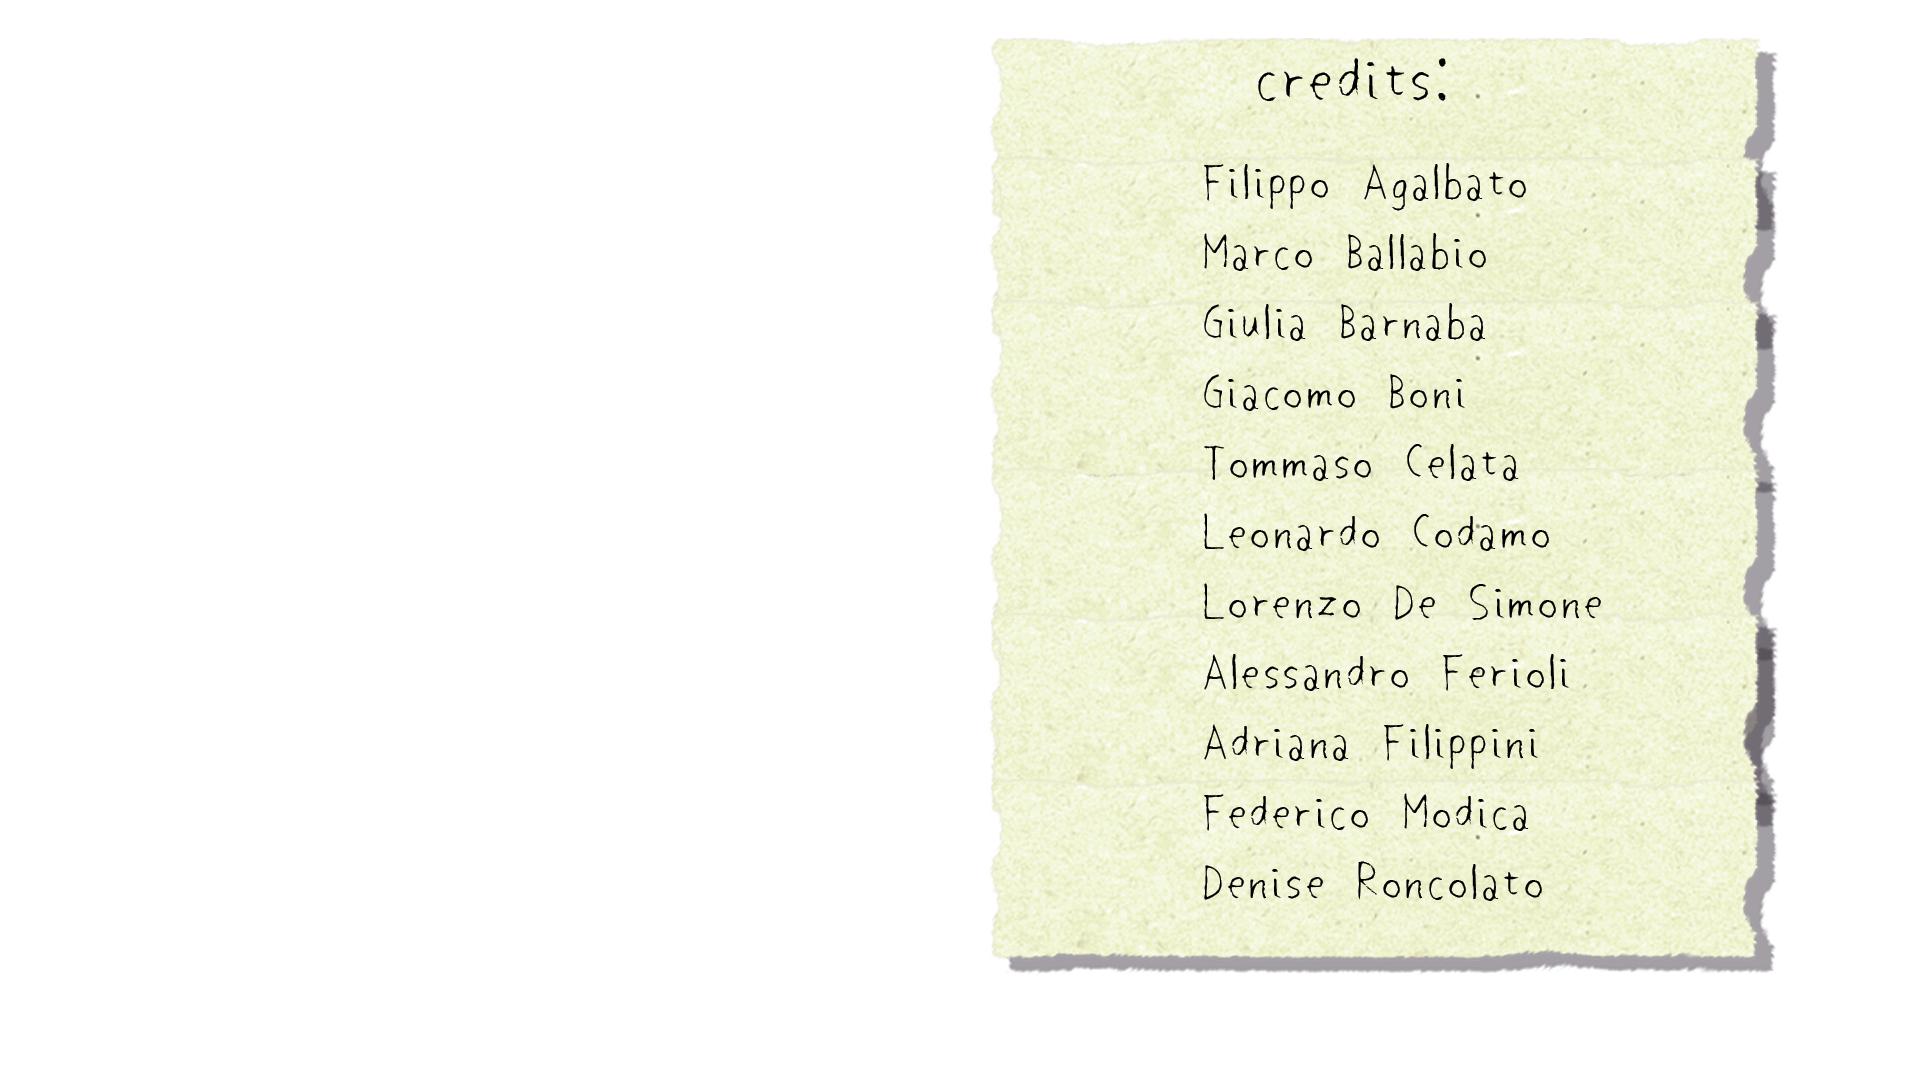 credits:
Filippo Agalbato
Marco Ballabio
Giulia Barnaba
Giacomo Boni
Tommaso Celata
Leonardo Codamo
Lorenzo De Simone
Alessandro Ferioli
Adriana Filippini
Federico Modica
Denise Roncolato